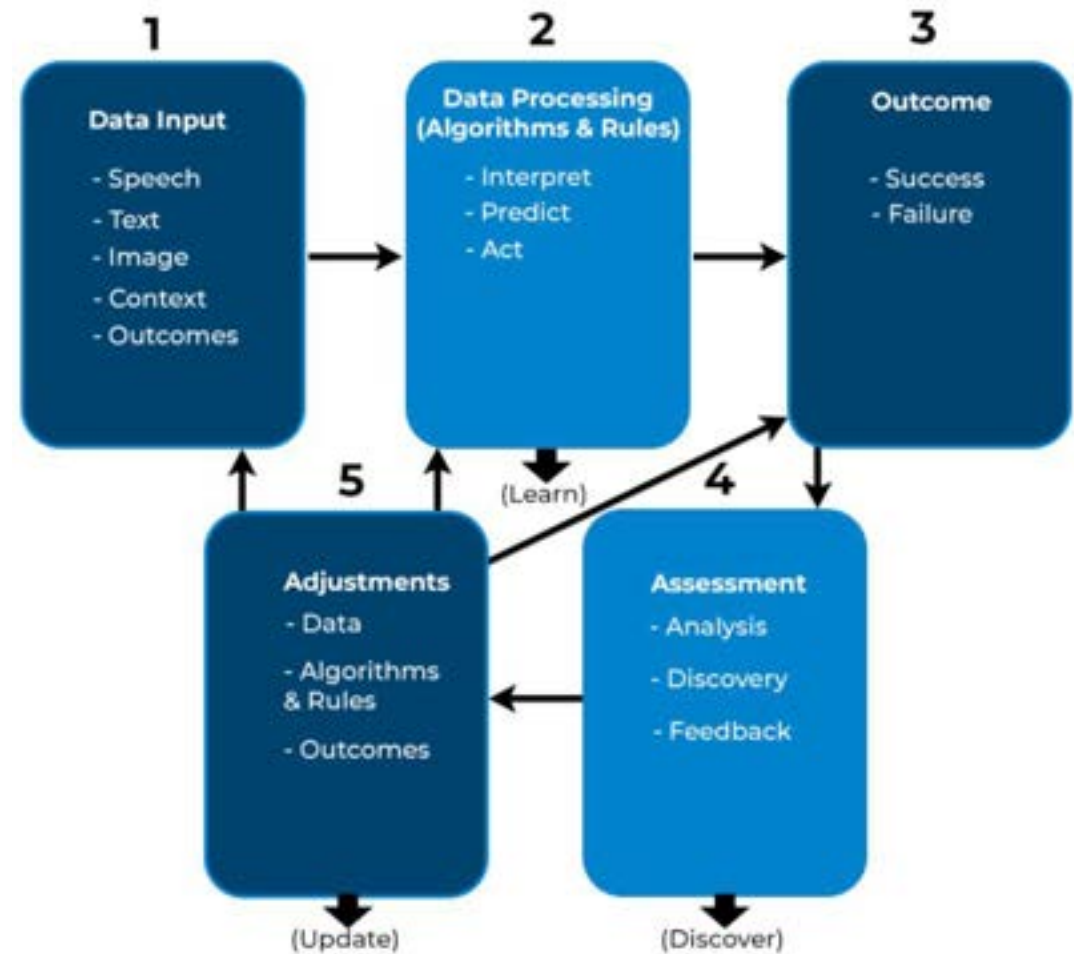 1
Data Input
- Speech
- Text
- Image
- Context
- Outcomes
2
Data Processing
(Algorithms & Rules)
- Interpret
- Predict
- Act
(Learn)
3
Outcome
- Success
- Failure
4
Assessment
- Analysis
- Discovery
- Feedback
(Discover)
5
Adjustments
- Data
- Algorithms
& Rules
- Outcomes
(Update)